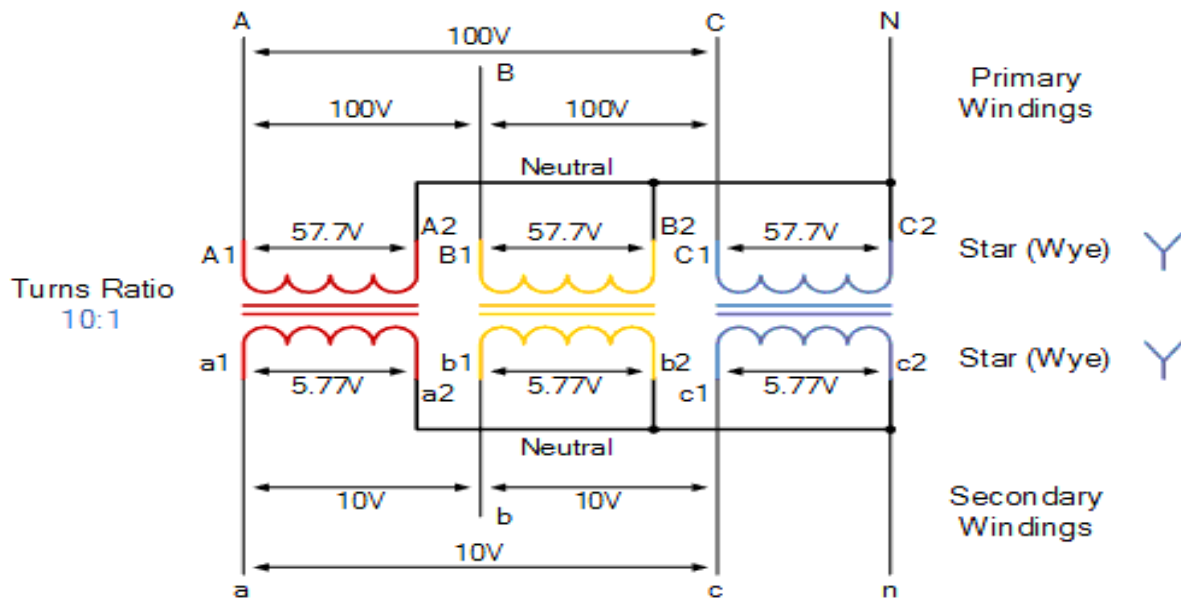 A C N
100V
B
Primary
Windings
100V 100V
Neutral
A2 B2 C2
57.7V 57.7V 57.7V
A1 B1 C1
Star (Wye)
Turns Ratio
10:1
a1 b1 b2 c2
Star (Wye)
5.77V 5.77V 5.77V
a2 c1
Neutral
10V 10V
Secondary
Windings
b
10V
a c n